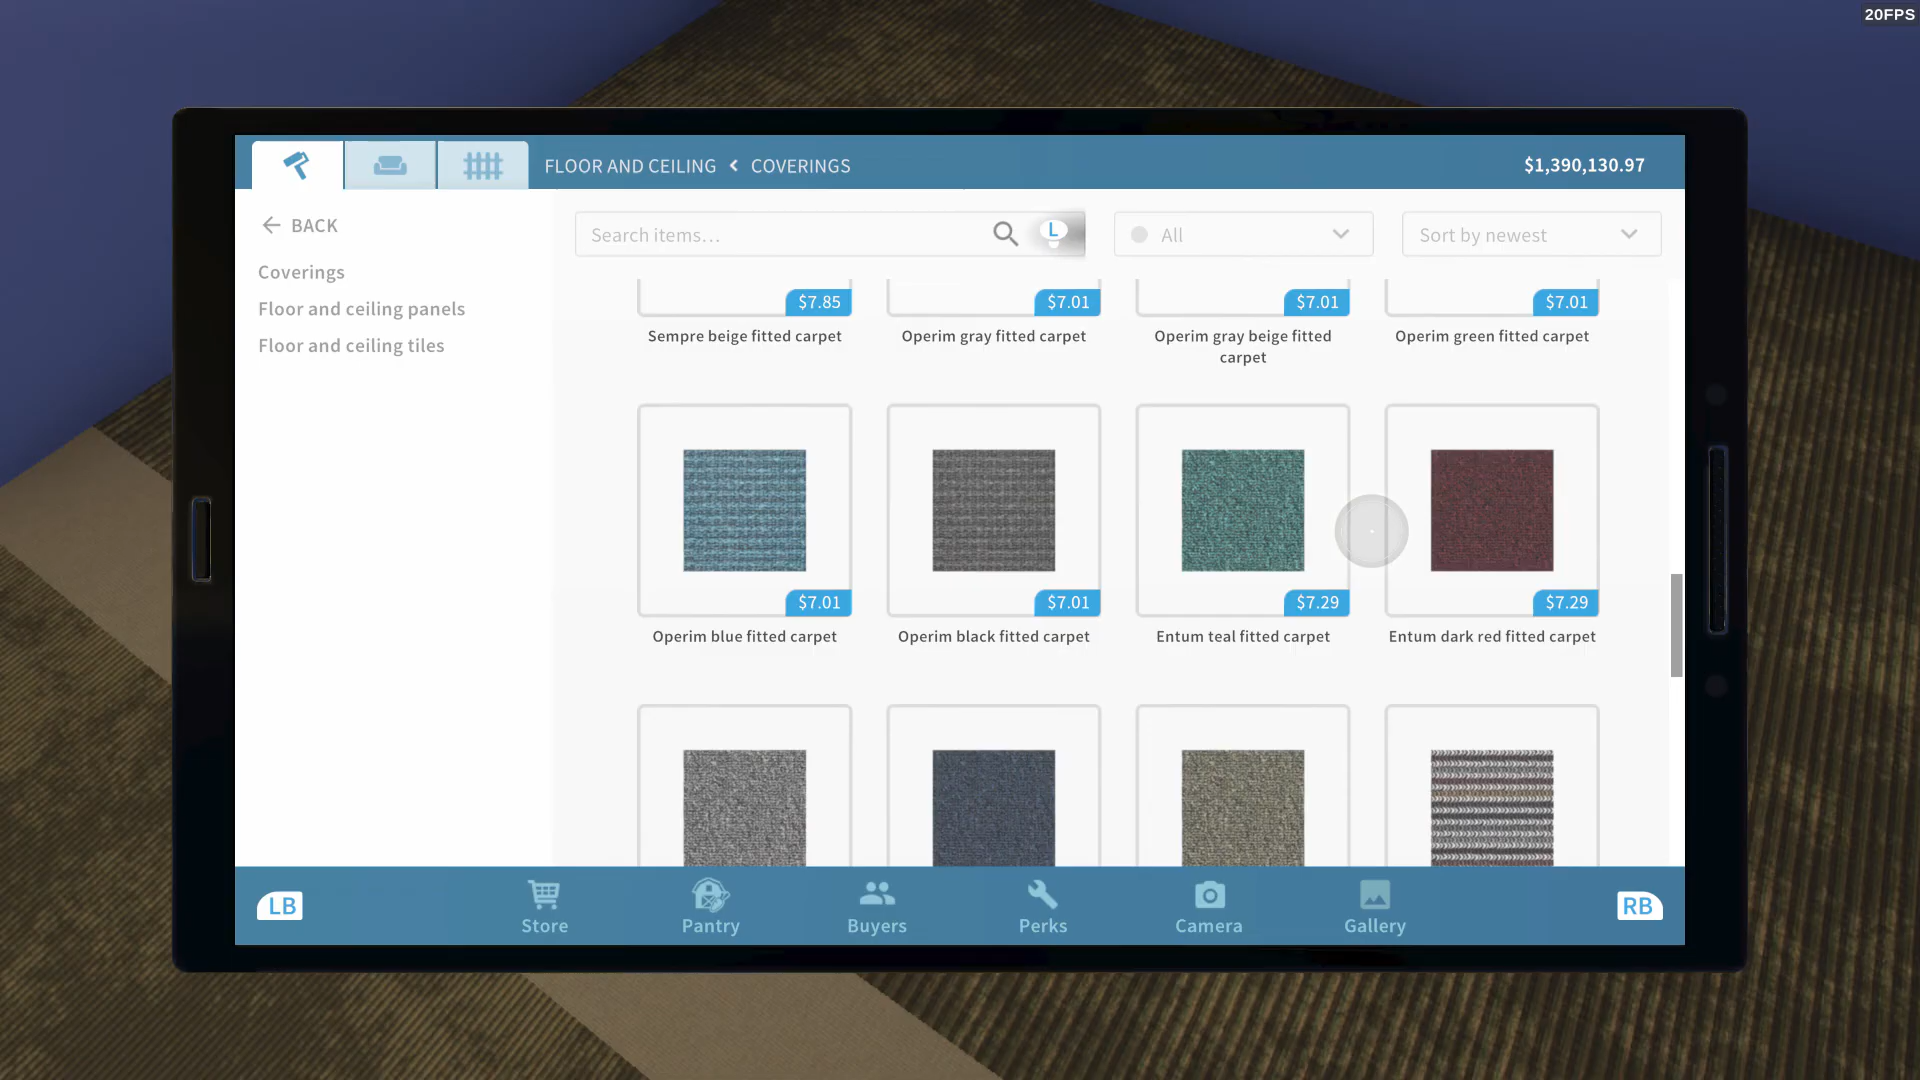 20FPS
FLOOR AND CEILING
COVERINGS
$1,390,130.97
BACK
Search items...
L
All
Sort by newest
Coverings
Floor and ceiling panels
Floor and ceiling tiles
$7.85
$7.01
$7.01
$7.01
Sempre beige fitted carpet
Operim gray fitted carpet
Operim gray beige fitted
carpet
Operim green fitted carpet
$7.01
$7.01
$7.29
$7.29
Operim blue fitted carpet
Operim black fitted carpet
Entum teal fitted carpet
Entum dark red fitted carpet
LB
Store
Pantry
Buyers
Perks
Camera
Gallery
RB